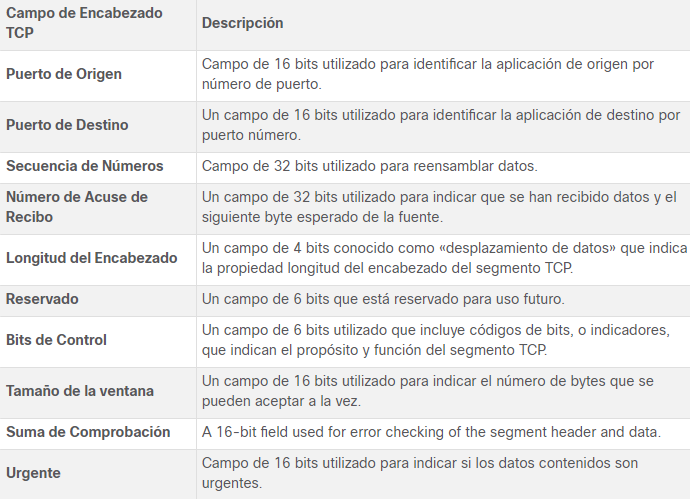 Campo de Encabezado
TCP
Descripción
Puerto de Origen
Campo de 16 bits utilizado para identificar la aplicación de origen por
número de puerto.
Puerto de Destino
Un campo de 16 bits utilizado para identificar la aplicación de destino por
puerto número.
Secuencia de Números
Campo de 32 bits utilizado para reensamblar datos.
Número de Acuse de
Recibo
Un campo de 32 bits utilizado para indicar que se han recibido datos y el
siguiente byte esperado de la fuente.
Longitud del Encabezado
Un campo de 4 bits conocido como «desplazamiento de datos» que indica
la propiedad longitud del encabezado del segmento TCP.
Reservado
Un campo de 6 bits que está reservado para uso futuro.
Bits de Control
Un campo de 6 bits utilizado que incluye códigos de bits, o indicadores,
que indican el propósito y función del segmento TCP.
Tamaño de la ventana
Un campo de 16 bits utilizado para indicar el número de bytes que se
pueden aceptar a la vez.
Suma de Comprobación
A 16-bit field used for error checking of the segment header and data.
Urgente
Campo de 16 bits utilizado para indicar si los datos contenidos son
urgentes.